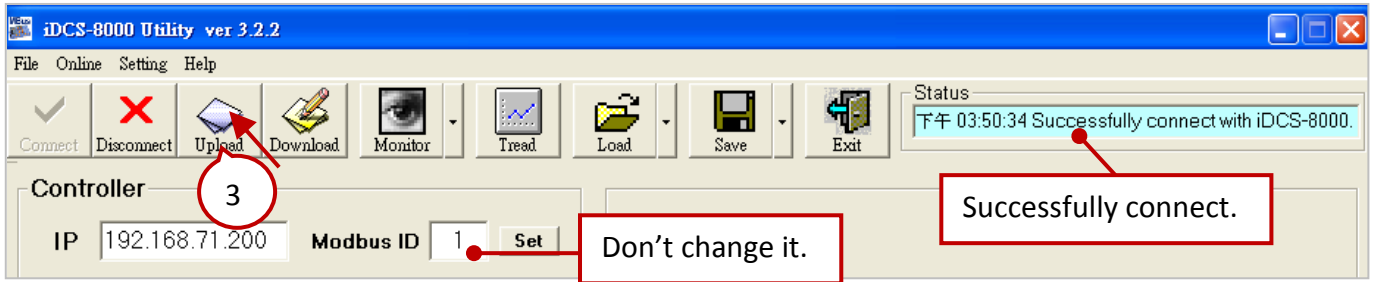 iDCS-8000 Utility ver 3.2.2
File Online Setting Help
Connect Disconnect Upload Download Monitor Tread Load Save Exit
Status
下午 03:50:34 Successfully connect with iDCS-8000.
3
Successfully connect.
Controller
IP 192.168.71.200 Modbus ID 1 Set
Don’t change it.